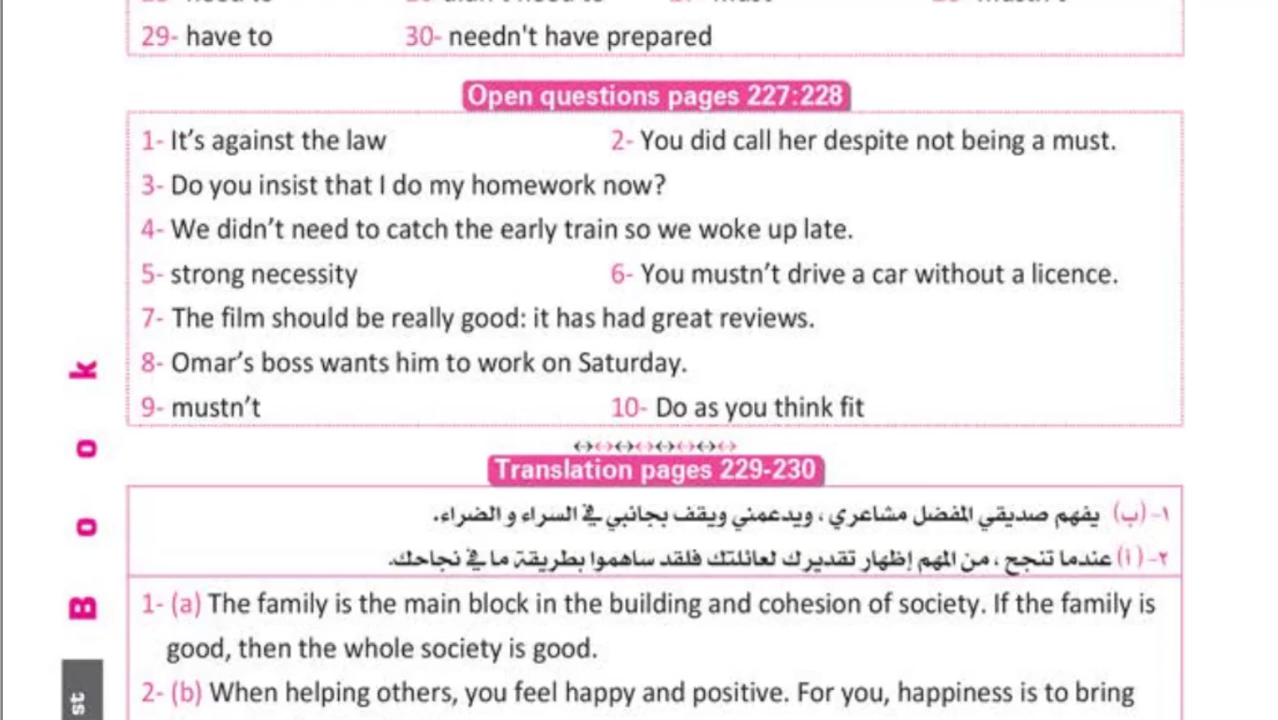 29- have to 30- needn't have prepared
Open questions pages 227:228
1- It's against the law 2- You did call her despite not being a must.
3- Do you insist that I do my homework now?
4- We didn't need to catch the early train so we woke up late.
5- strong necessity 6- You mustn't drive a car without a licence.
7- The film should be really good: it has had great reviews.
8- Omar's boss wants him to work on Saturday.
9- mustn't 10- Do as you think fit
Translation pages 229-230
١- (ب) يفهم صديقي المفضل مشاعري ، ويدعمني ويقف بجانبي في السراء و الضراء.
٢- (أ) عندما تنجح ، من المهم إظهار تقديرك لعائلتك فلقد ساهموا بطريقة ما في نجاحك.
1- (a) The family is the main block in the building and cohesion of society. If the family is
good, then the whole society is good.
2- (b) When helping others, you feel happy and positive. For you, happiness is to bring
Book
st